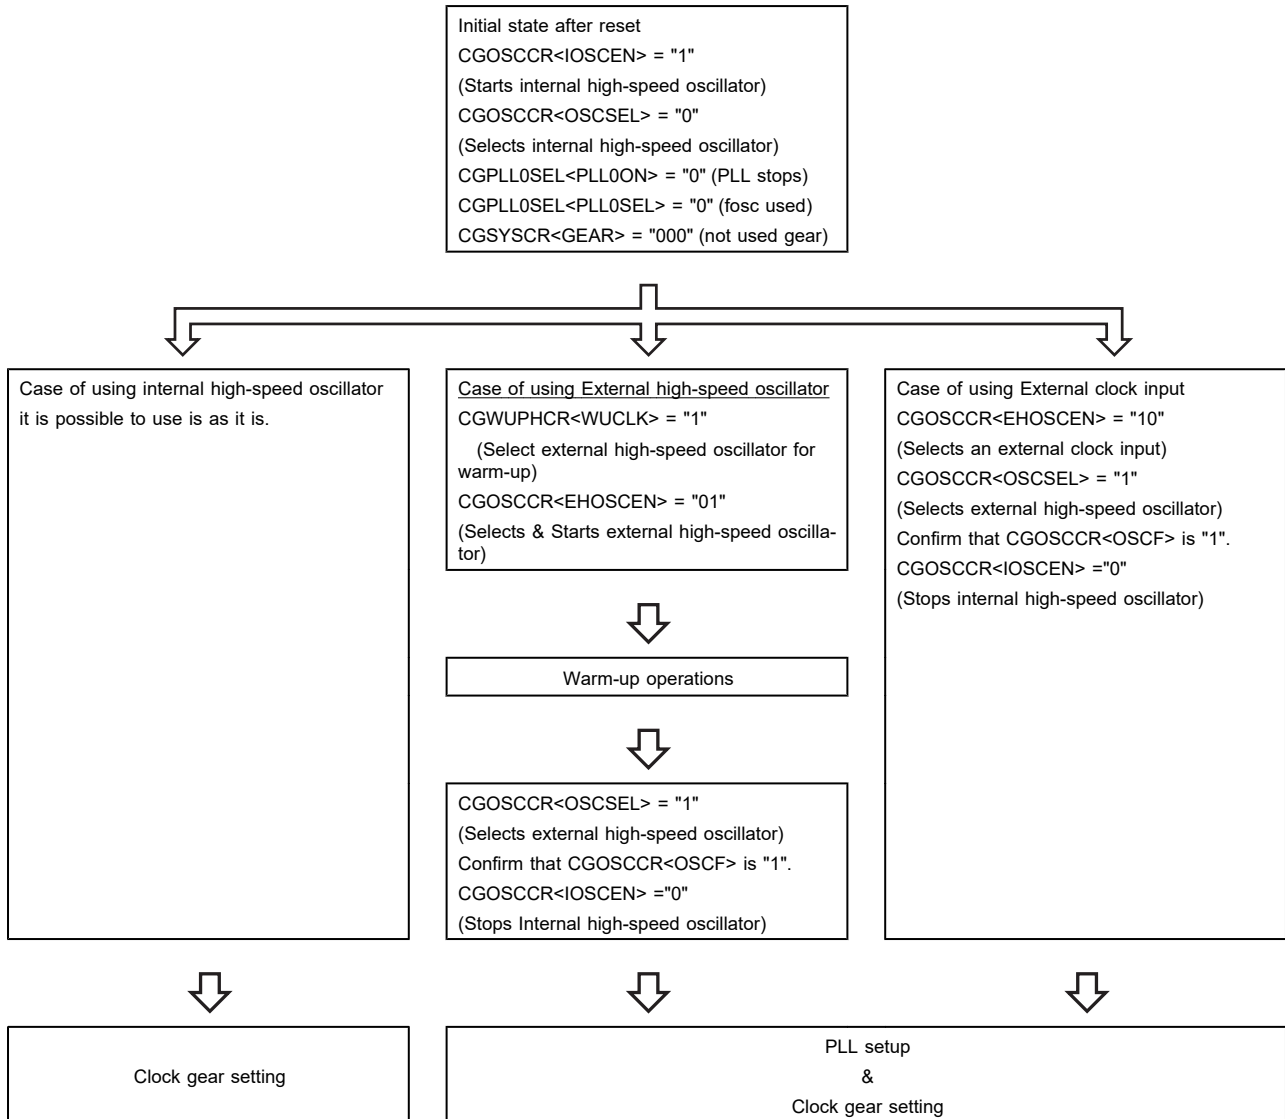 Initial state after reset
CGOSCCR<IOSCEN> = "1"
(Starts internal high-speed oscillator)
CGOSCCR<OSCSEL> = "0"
(Selects internal high-speed oscillator)
CGPLL0SEL<PLL0ON> = "0" (PLL stops)
CGPLL0SEL<PLL0SEL> = "0" (fosc used)
CGSYSCR<GEAR> = "000" (not used gear)
Case of using internal high-speed oscillator
it is possible to use is as it is.
Case of using External high-speed oscillator
CGWUPHCR<WUCLK> = "1"
(Select external high-speed oscillator for
warm-up)
CGOSCCR<EHOSCEN> = "01"
(Selects & Starts external high-speed oscilla-
tor)
Warm-up operations
CGOSCCR<OSCSEL> = "1"
(Selects external high-speed oscillator)
Confirm that CGOSCCR<OSCF> is "1".
CGOSCCR<IOSCEN> ="0"
(Stops Internal high-speed oscillator)
Case of using External clock input
CGOSCCR<EHOSCEN> = "10"
(Selects an external clock input)
CGOSCCR<OSCSEL> = "1"
(Selects external high-speed oscillator)
Confirm that CGOSCCR<OSCF> is "1".
CGOSCCR<IOSCEN> ="0"
(Stops internal high-speed oscillator)
Clock gear setting
PLL setup
&
Clock gear setting